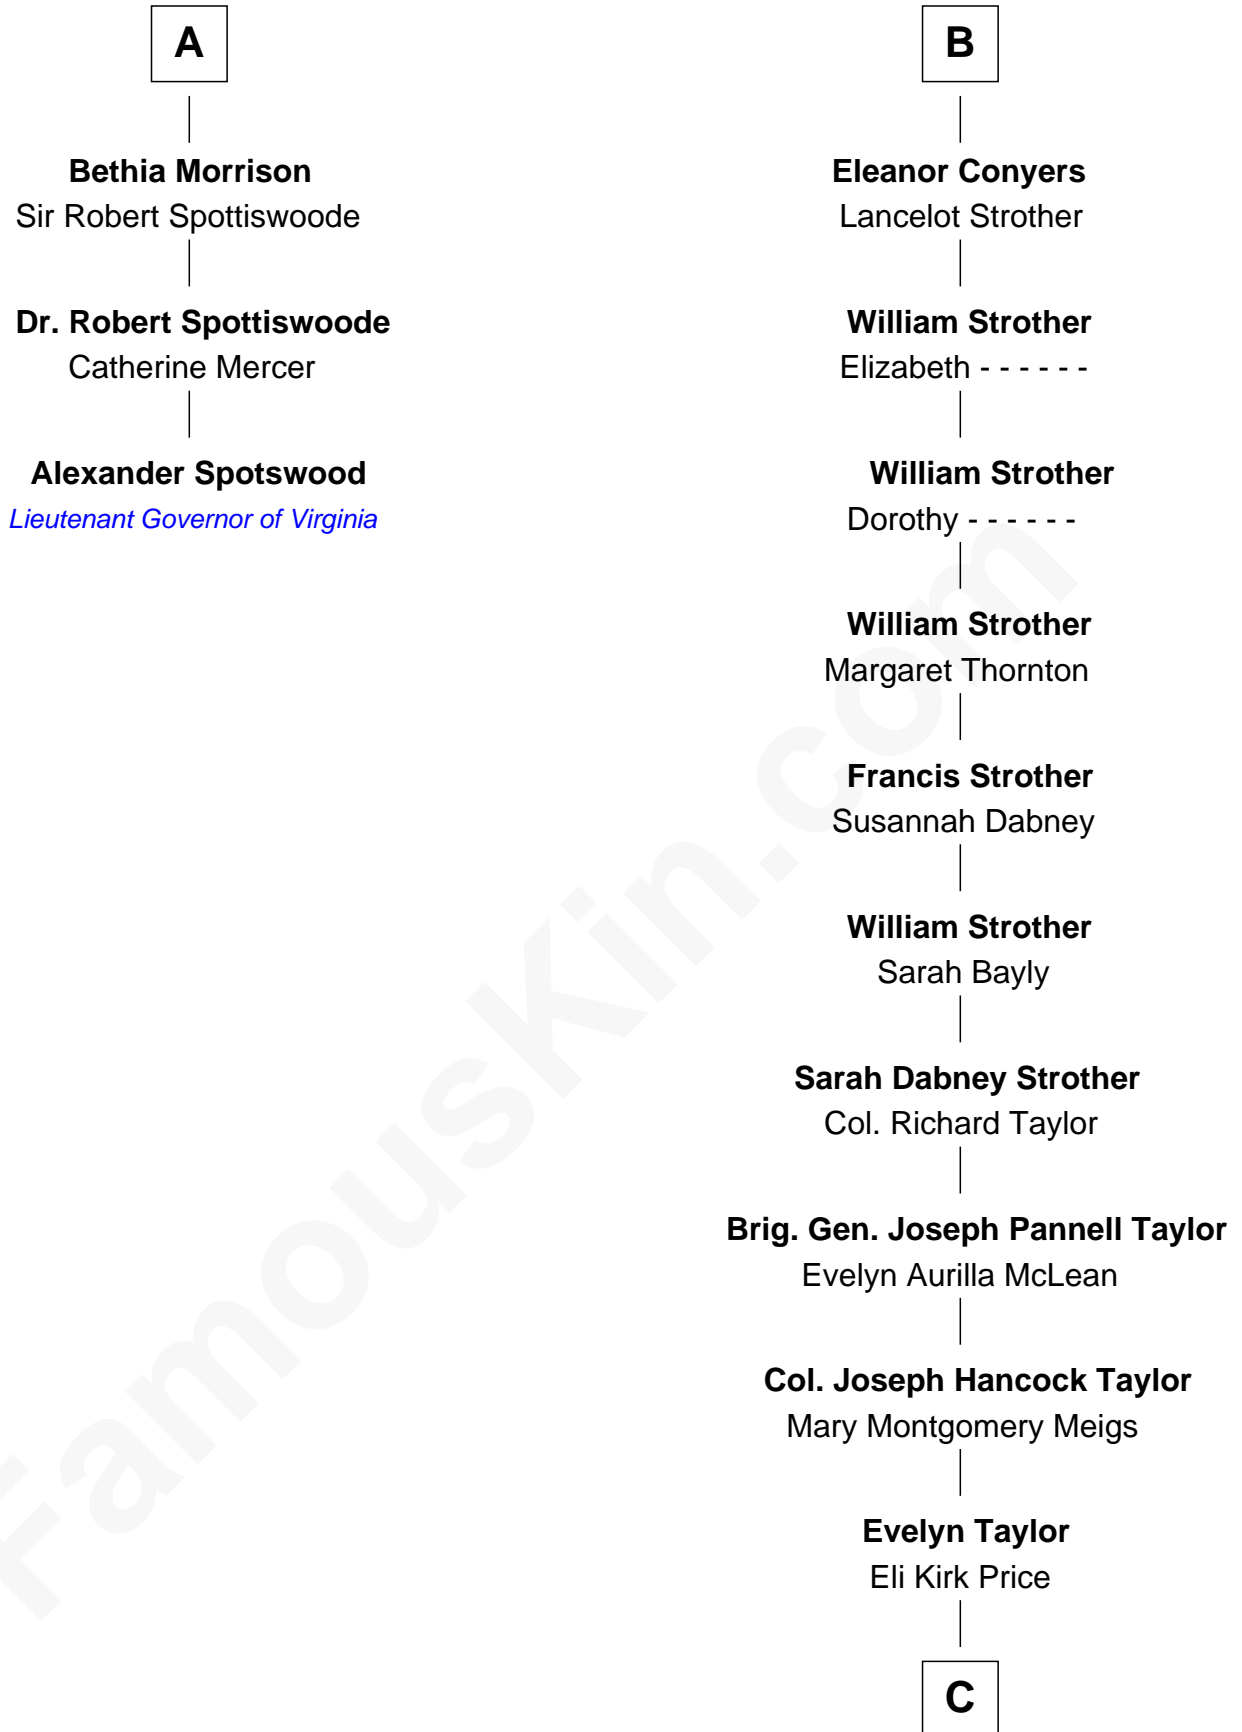 A
Bethia Morrison
Sir Robert Spottiswoode
Dr. Robert Spottiswoode
Catherine Mercer
Alexander Spotswood
Lieutenant Governor of Virginia
B
Eleanor Conyers
Lancelot Strother
William Strother
Elizabeth - - - - - -
William Strother
Dorothy - - - - - -
William Strother
Margaret Thornton
Francis Strother
Susannah Dabney
William Strother
Sarah Bayly
Sarah Dabney Strother
Col. Richard Taylor
Brig. Gen. Joseph Pannell Taylor
Evelyn Aurilla McLean
Col. Joseph Hancock Taylor
Mary Montgomery Meigs
Evelyn Taylor
Eli Kirk Price
C
FamousKin.com